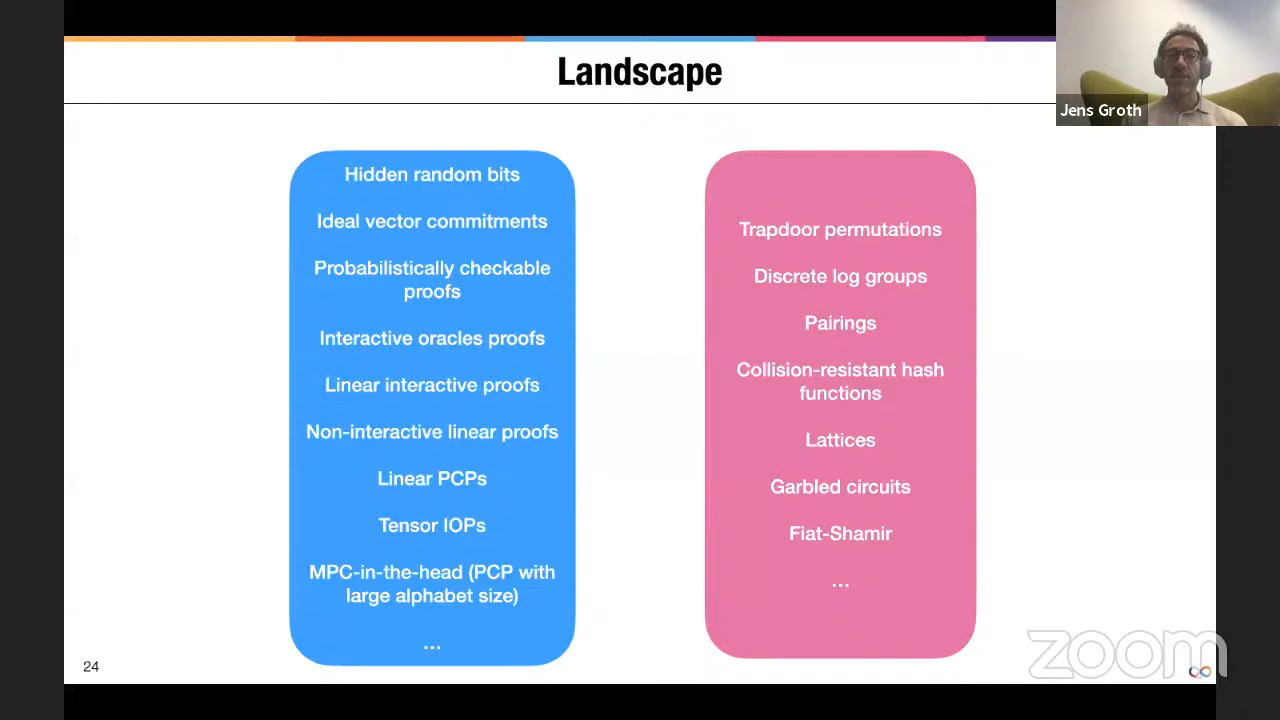 Landscape
Jens Groth
Hidden random bits
Ideal vector commitments
Probabilistically checkable
proofs
Interactive oracles proofs
Linear interactive proofs
Non-interactive linear proofs
Linear PCPs
Tensor IOPs
MPC-in-the-head (PCP with
large alphabet size)
...
Trapdoor permutations
Discrete log groups
Pairings
Collision-resistant hash
functions
Lattices
Garbled circuits
Fiat-Shamir
...
24
zoom